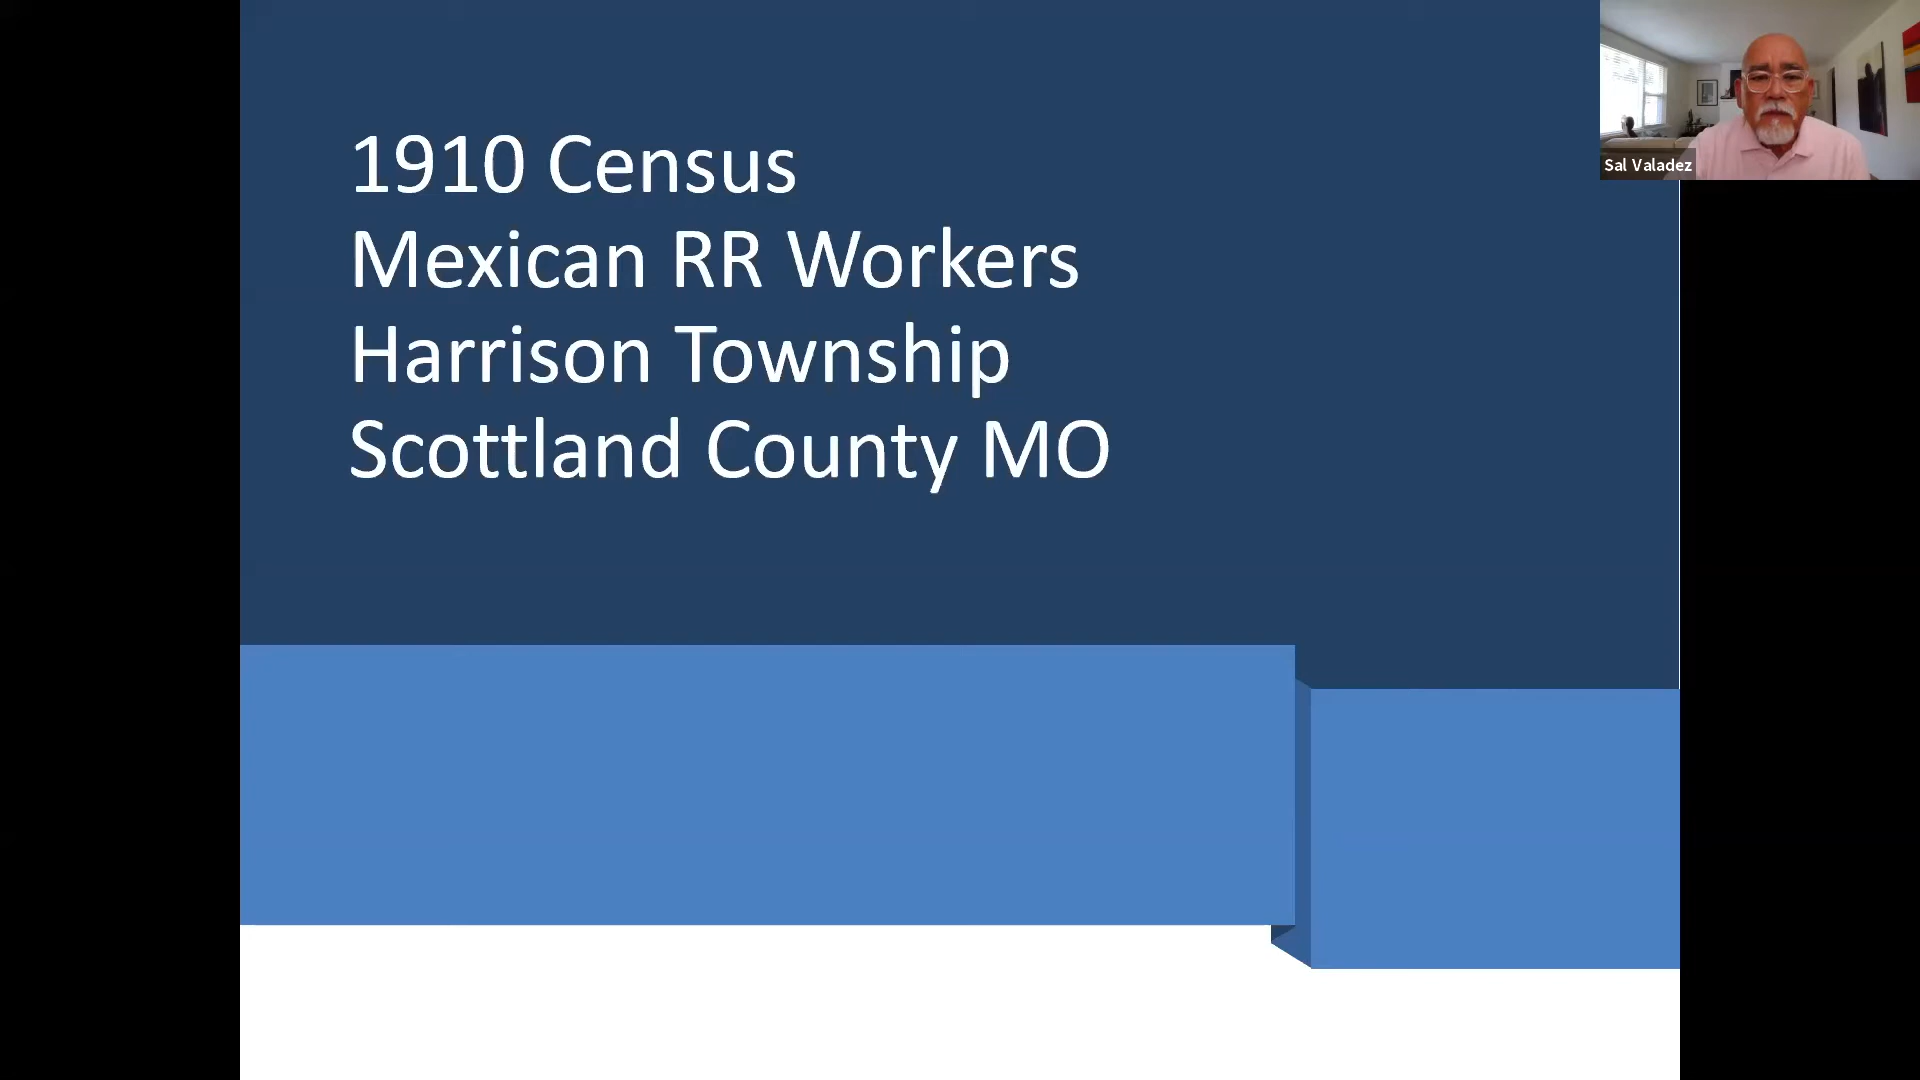 1910 Census
Mexican RR Workers
Harrison Township
Scottland County MO
Sal Valadez